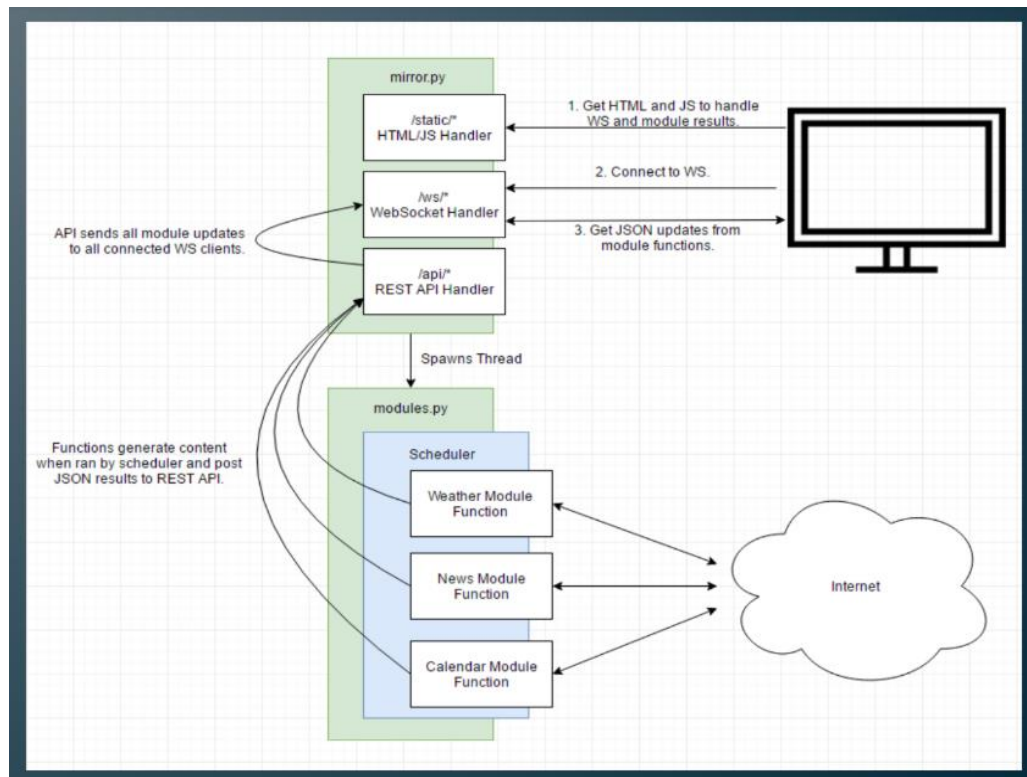 mirror.py
/static/*
HTML/JS Handler
1. Get HTML and JS to handle
WS and module results.
/ws/*
WebSocket Handler
2. Connect to WS.
3. Get JSON updates from
module functions.
API sends all module updates
to all connected WS clients.
/api/*
REST API Handler
Spawns Thread
modules.py
Functions generate content
when ran by scheduler and post
JSON results to REST API.
Scheduler
Weather Module
Function
News Module
Function
Internet
Calendar Module
Function